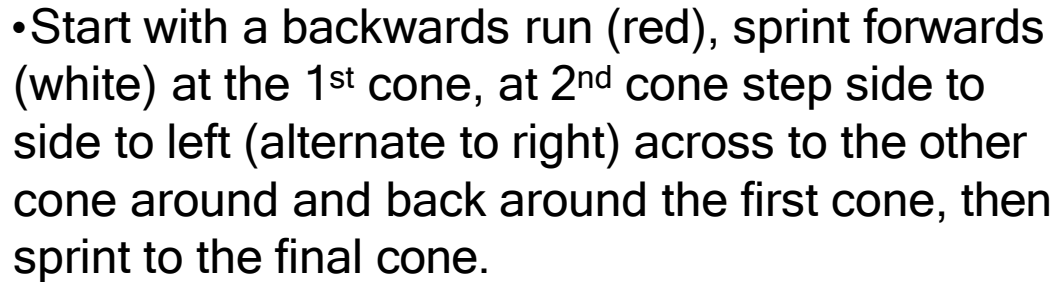 •Start with a backwards run (red), sprint forwards
(white) at the 1st cone, at 2nd cone step side to
side to left (alternate to right) across to the other
cone around and back around the first cone, then
sprint to the final cone.